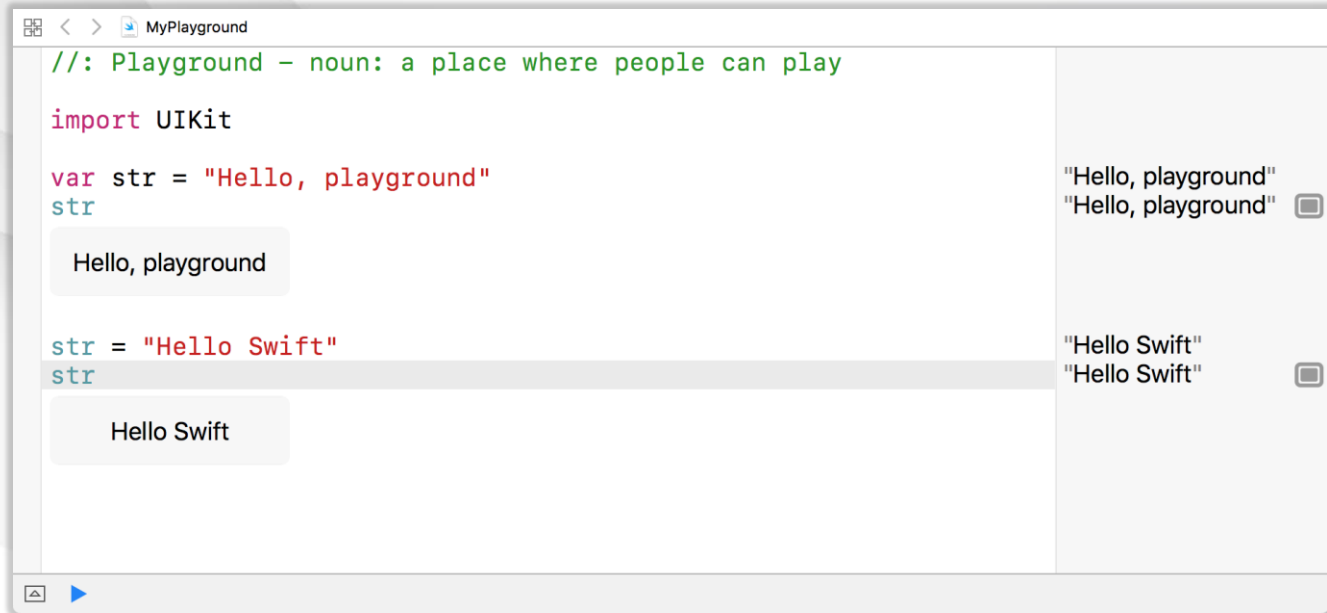 MyPlayground
//: Playground – noun: a place where people can play
import UIKit
var str = "Hello, playground"
"Hello, playground"
str
"Hello, playground"
Hello, playground
str = "Hello Swift"
"Hello Swift"
str
"Hello Swift"
Hello Swift